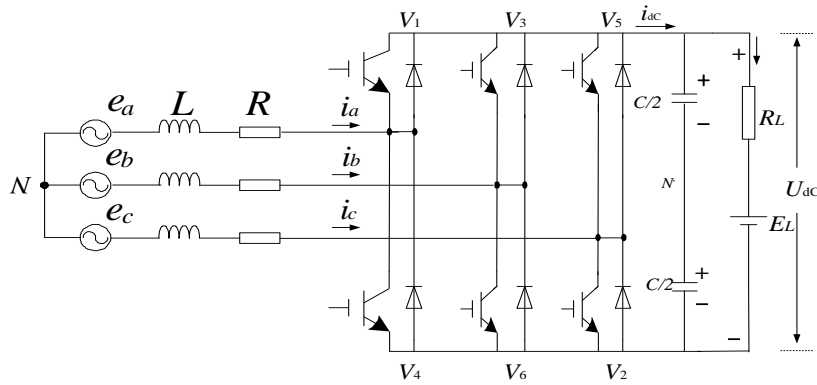 V1 V3 V5 idC
+
+
C/2
−
RL
ea L R ia
eb ib
N
N'
UdC
ec ic
EL
+
C/2
−
−
V4 V6 V2